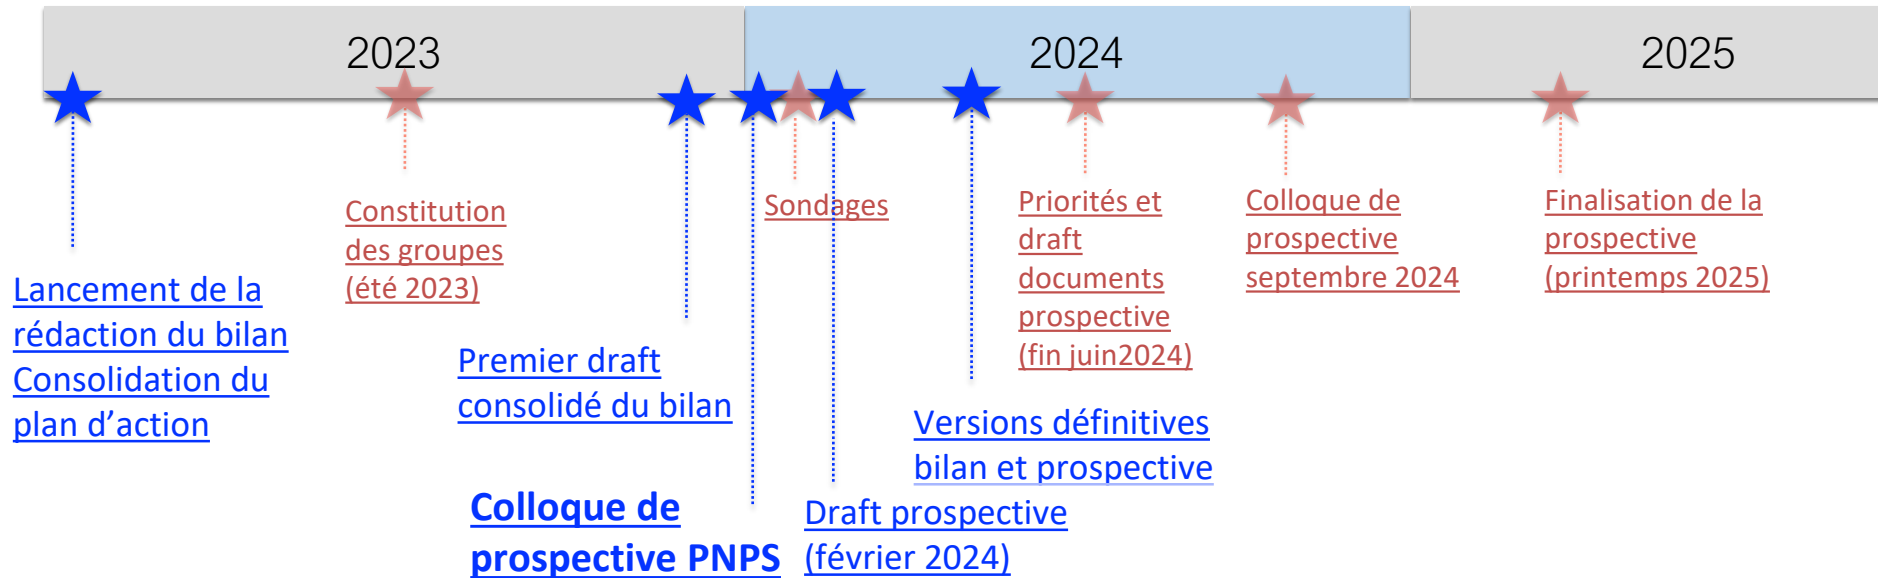 2023
2024
2025
Lancement de la
rédaction du bilan
Consolidation du
plan d’action
Constitution
des groupes
(été 2023)
Premier draft
consolidé du bilan
Colloque de
prospective PNPS
Sondages
Draft prospective
(février 2024)
Versions définitives
bilan et prospective
Priorités et
draft
documents
prospective
(fin juin2024)
Colloque de
prospective
septembre 2024
Finalisation de la
prospective
(printemps 2025)